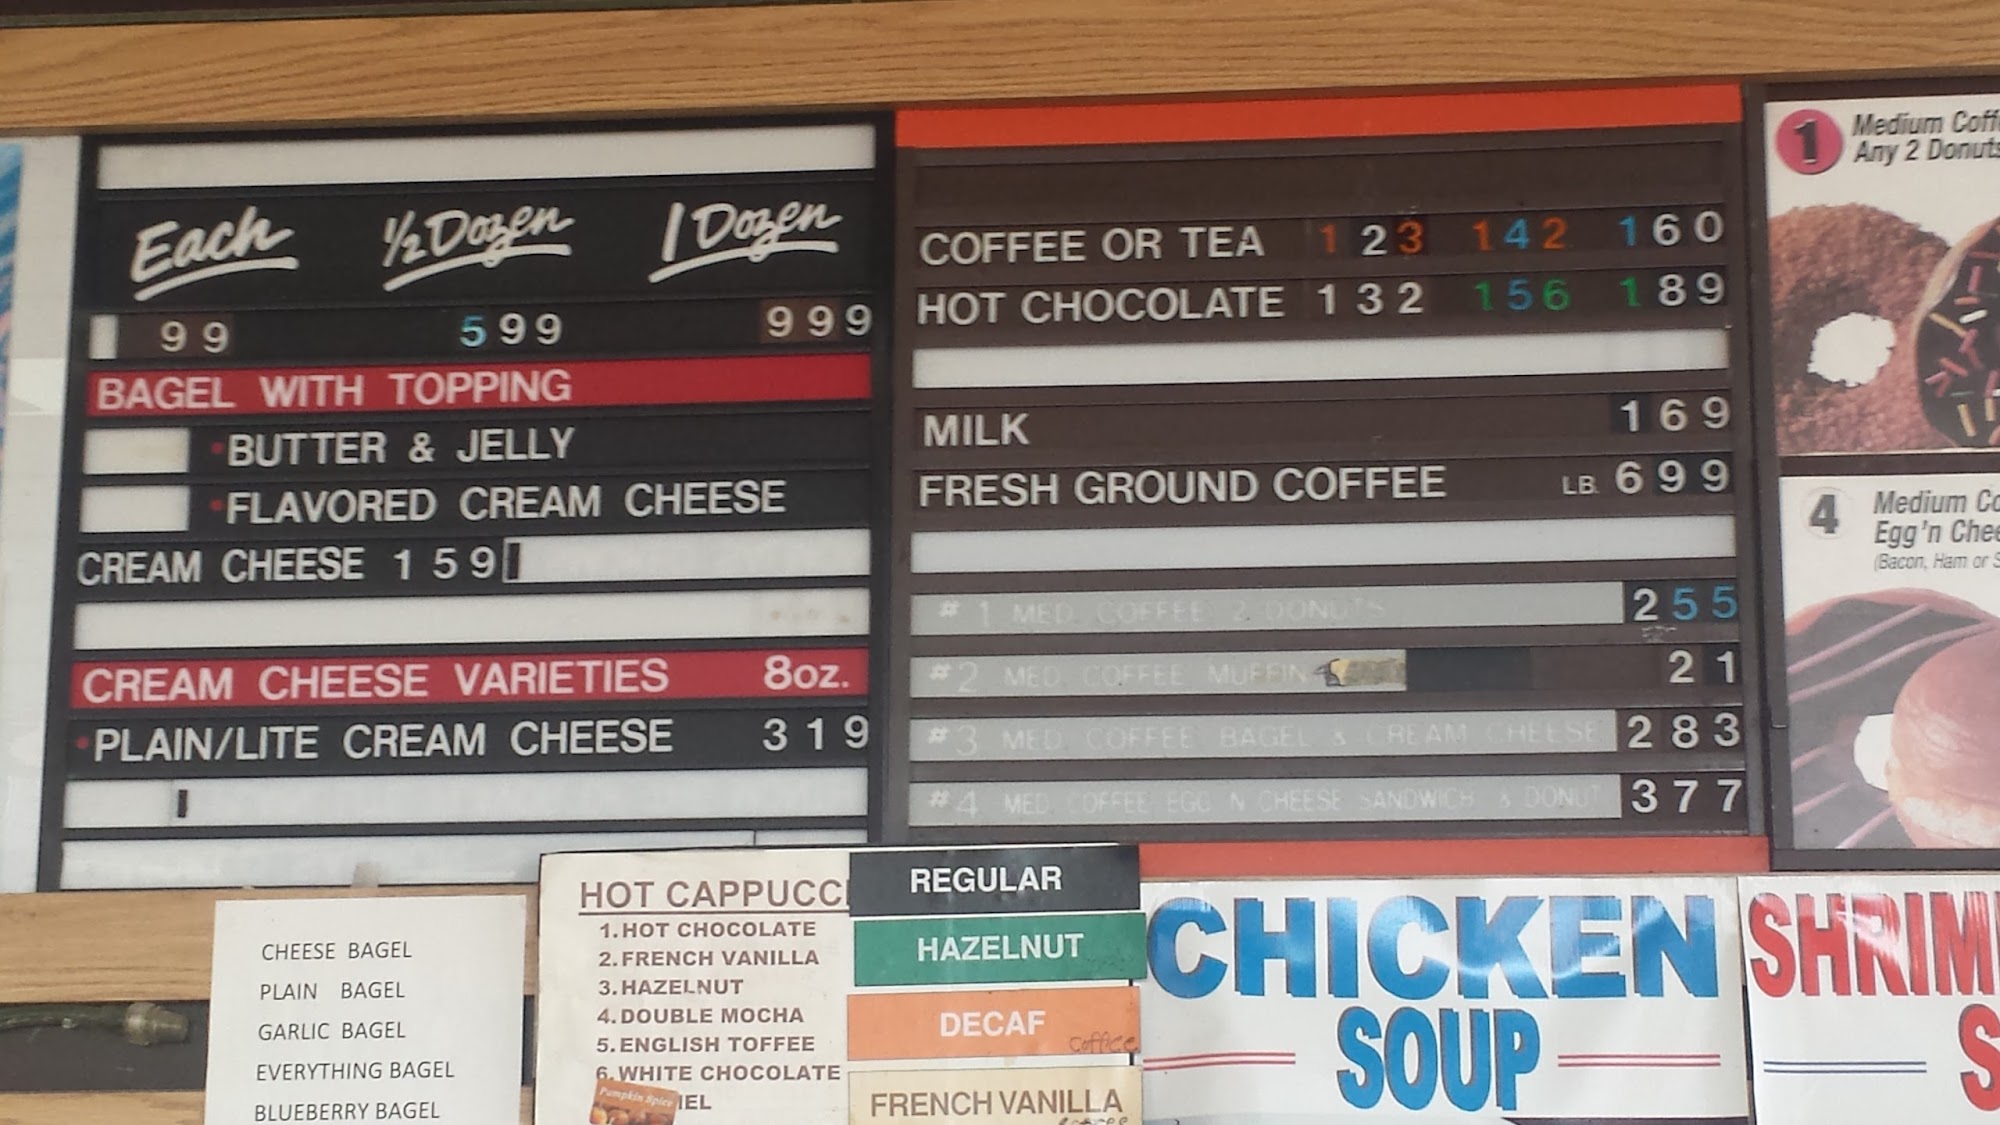 Each ½ Dozen 1 Dozen
99 599 999
BAGEL WITH TOPPING
• BUTTER & JELLY
• FLAVORED CREAM CHEESE
CREAM CHEESE 159
CREAM CHEESE VARIETIES 8oz.
• PLAIN/LITE CREAM CHEESE 319
COFFEE OR TEA 123 142 160
HOT CHOCOLATE 132 156 189
MILK 169
FRESH GROUND COFFEE LB. 699
#1 MED. COFFEE 2 DONUTS 255
#2 MED. COFFEE MUFFIN 21
#3 MED. COFFEE BAGEL & CREAM CHEESE 283
#4 MED. COFFEE EGG N CHEESE SANDWICH & DONUT 377
1 Medium
Any 2 Donuts
4 Medium
Egg'n
(Bacon, Ham or
CHEESE BAGEL
PLAIN BAGEL
GARLIC BAGEL
EVERYTHING BAGEL
BLUEBERRY BAGEL
HOT CAPPUCCI
1. HOT CHOCOLATE
2. FRENCH VANILLA
3. HAZELNUT
4. DOUBLE MOCHA
5. ENGLISH TOFFEE
6. WHITE CHOCOLATE
Pumpkin Spice
REGULAR
HAZELNUT
DECAF
Coffee
FRENCH VANILLA
CHICKEN
SOUP
SHRIM
S